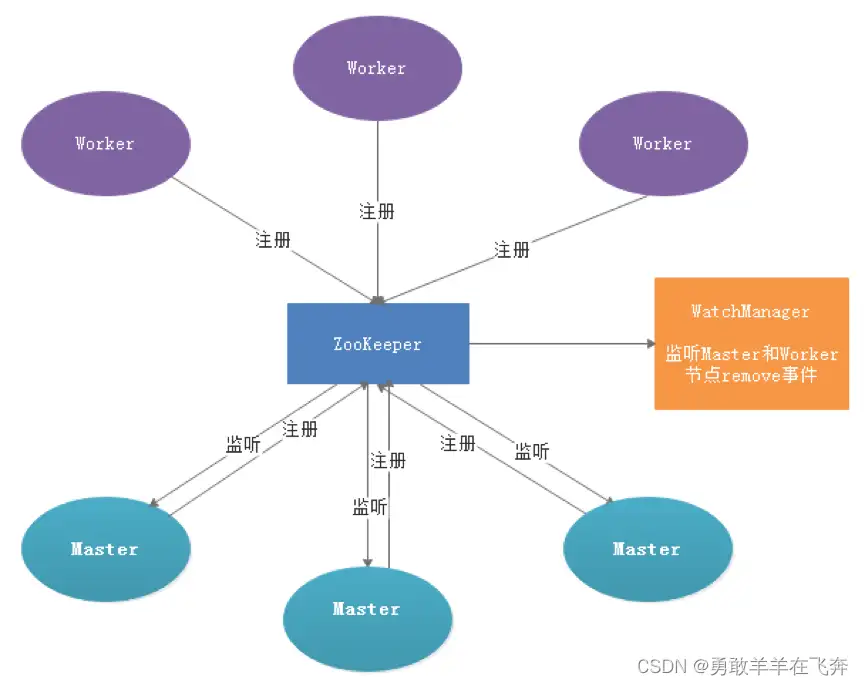 Worker
Worker
Worker
注册
注册
注册
ZooKeeper
WatchManager
监听Master和Worker
节点remove事件
监听
注册
注册
监听
注册
监听
Master
Master
Master
CSDN @勇敢羊羊在飞奔